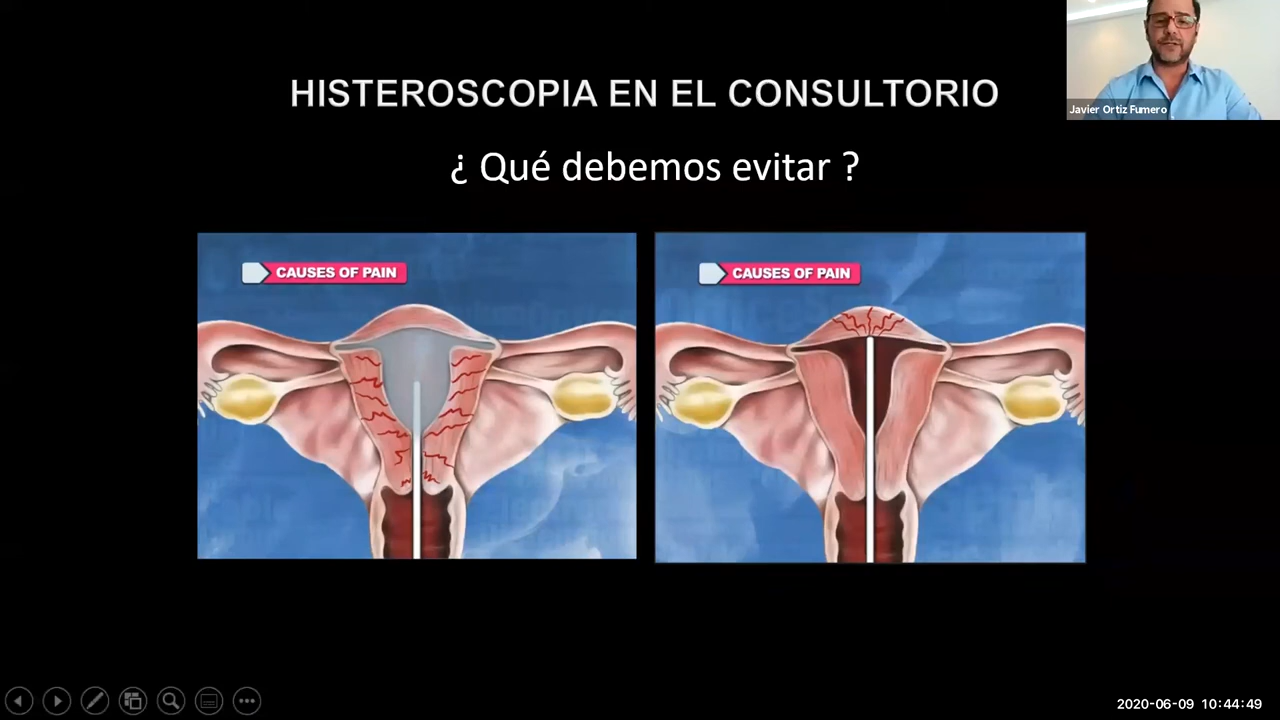 HISTEROSCOPIA EN EL CONSULTORIO
Javier Ortiz Fumero
¿ Qué debemos evitar ?
CAUSES OF PAIN
CAUSES OF PAIN
2020-06-09 10:44:49